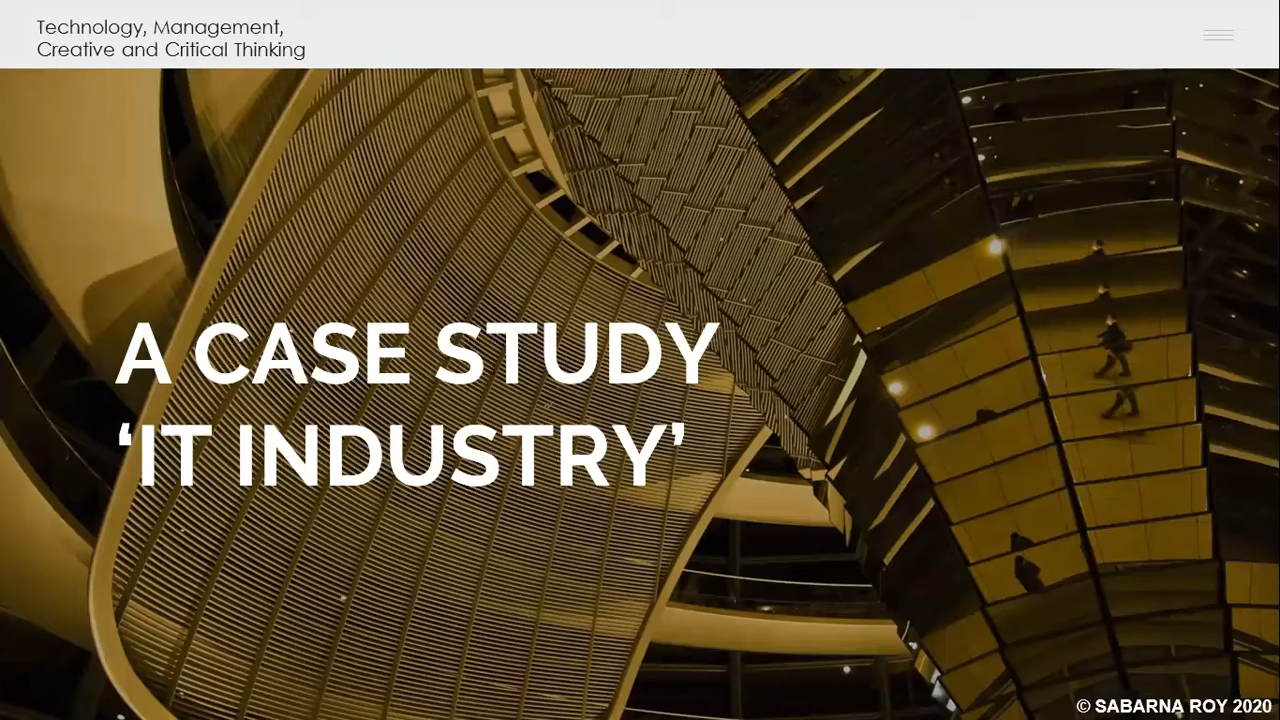 Technology, Management,
Creative and Critical Thinking
A CASE STUDY
‘IT INDUSTRY’
© SABARNA ROY 2020